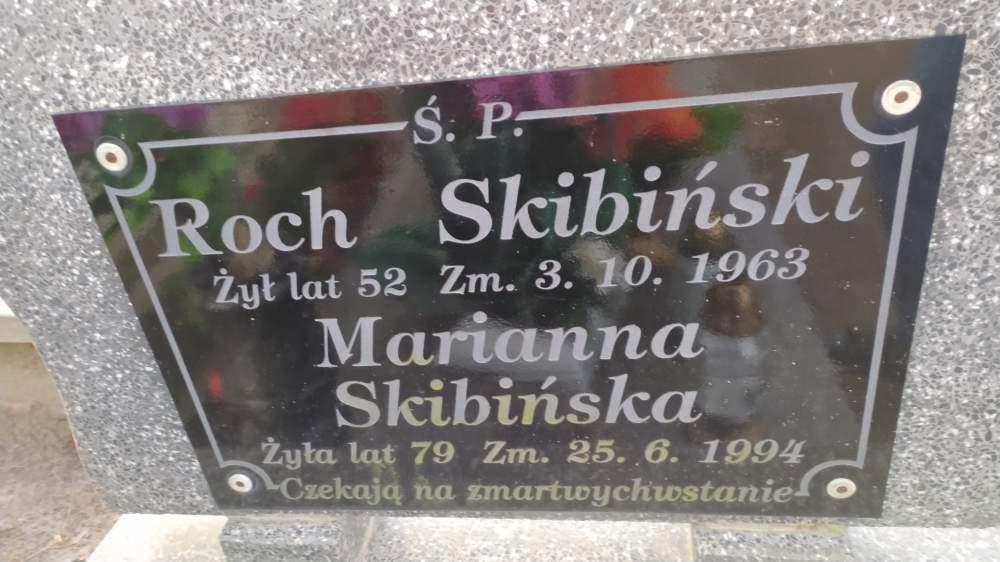 Ś. P.
Roch Skibiński
Żył lat 52 Zm. 3. 10. 1963
Marianna
Skibińska
Żyła lat 79 Zm. 25. 6. 1994
Czekają na zmartwychwstanie